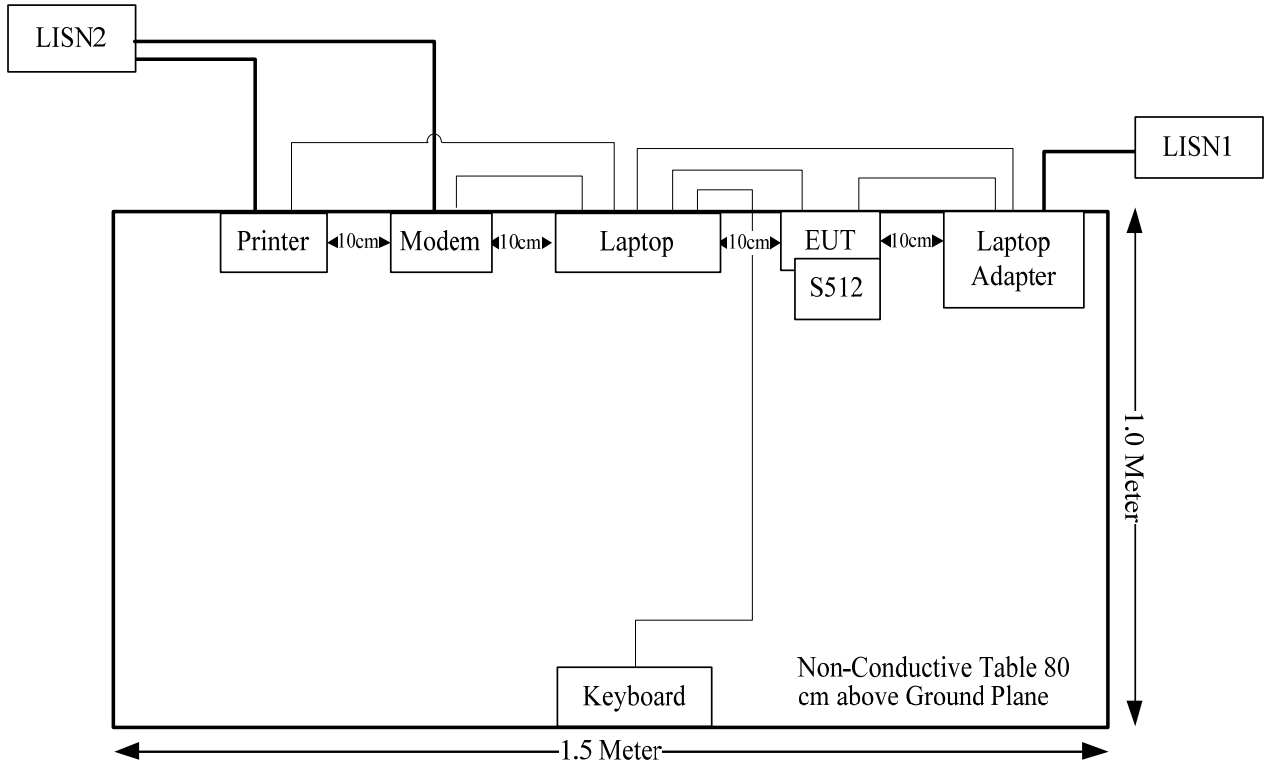 LISN2
LISN1
Printer
10cm
Modem
10cm
Laptop
10cm
EUT
10cm
Laptop
Adapter
S512
1.0 Meter
Keyboard
Non-Conductive Table 80
cm above Ground Plane
1.5 Meter